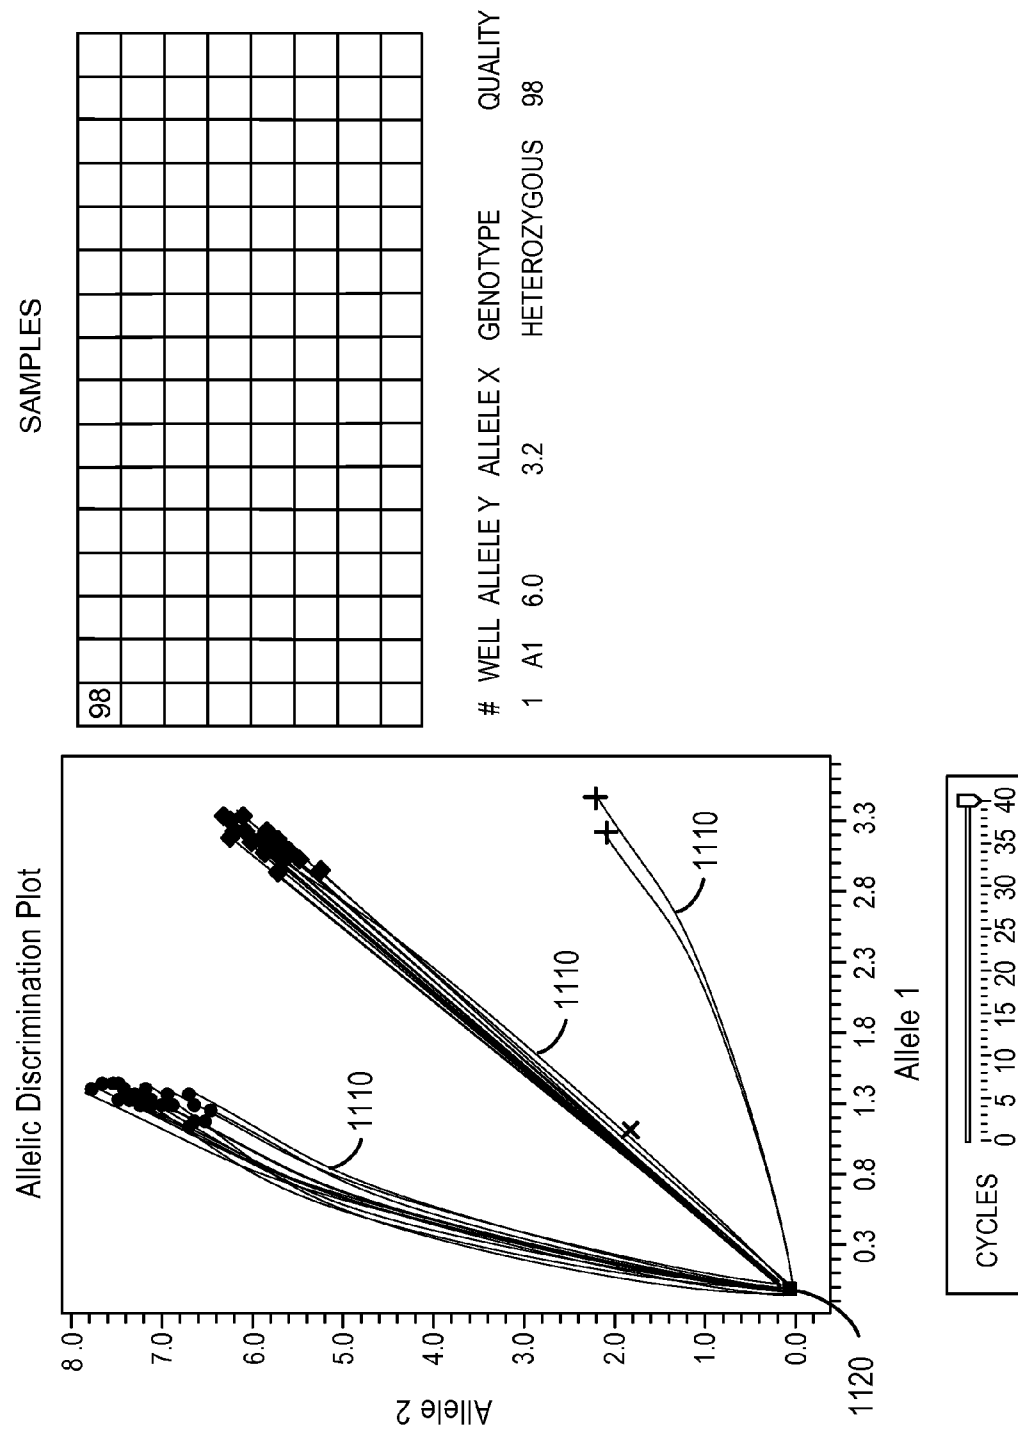 Allelic Discrimination Plot
Allele 2
8.0
7.0
6.0
5.0
4.0
3.0
2.0
1.0
0.0
1110
1110
1110
1120
0.3 0.8 1.3 1.8 2.3 2.8 3.3
Allele 1
CYCLES
0 5 10 15 20 25 30 35 40
SAMPLES
98
# WELL ALLELE Y ALLELE X GENOTYPE QUALITY
1 A1 6.0 3.2 HETEROZYGOUS 98